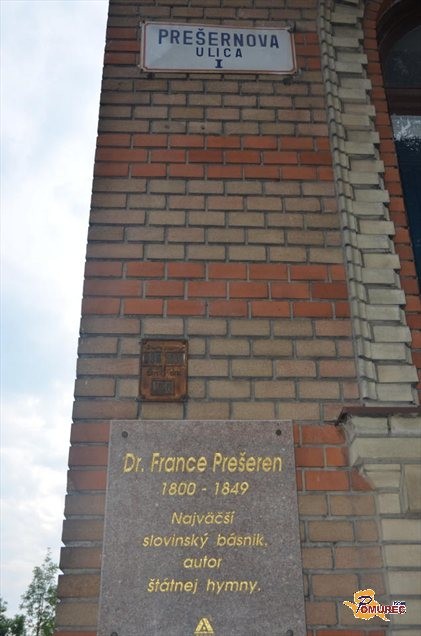 PREŠERNOVA
ULICA
I
Dr. France Prešeren
1800 - 1849
Najväčší
slovinský básnik,
autor
štátnej hymny.
POMUREC